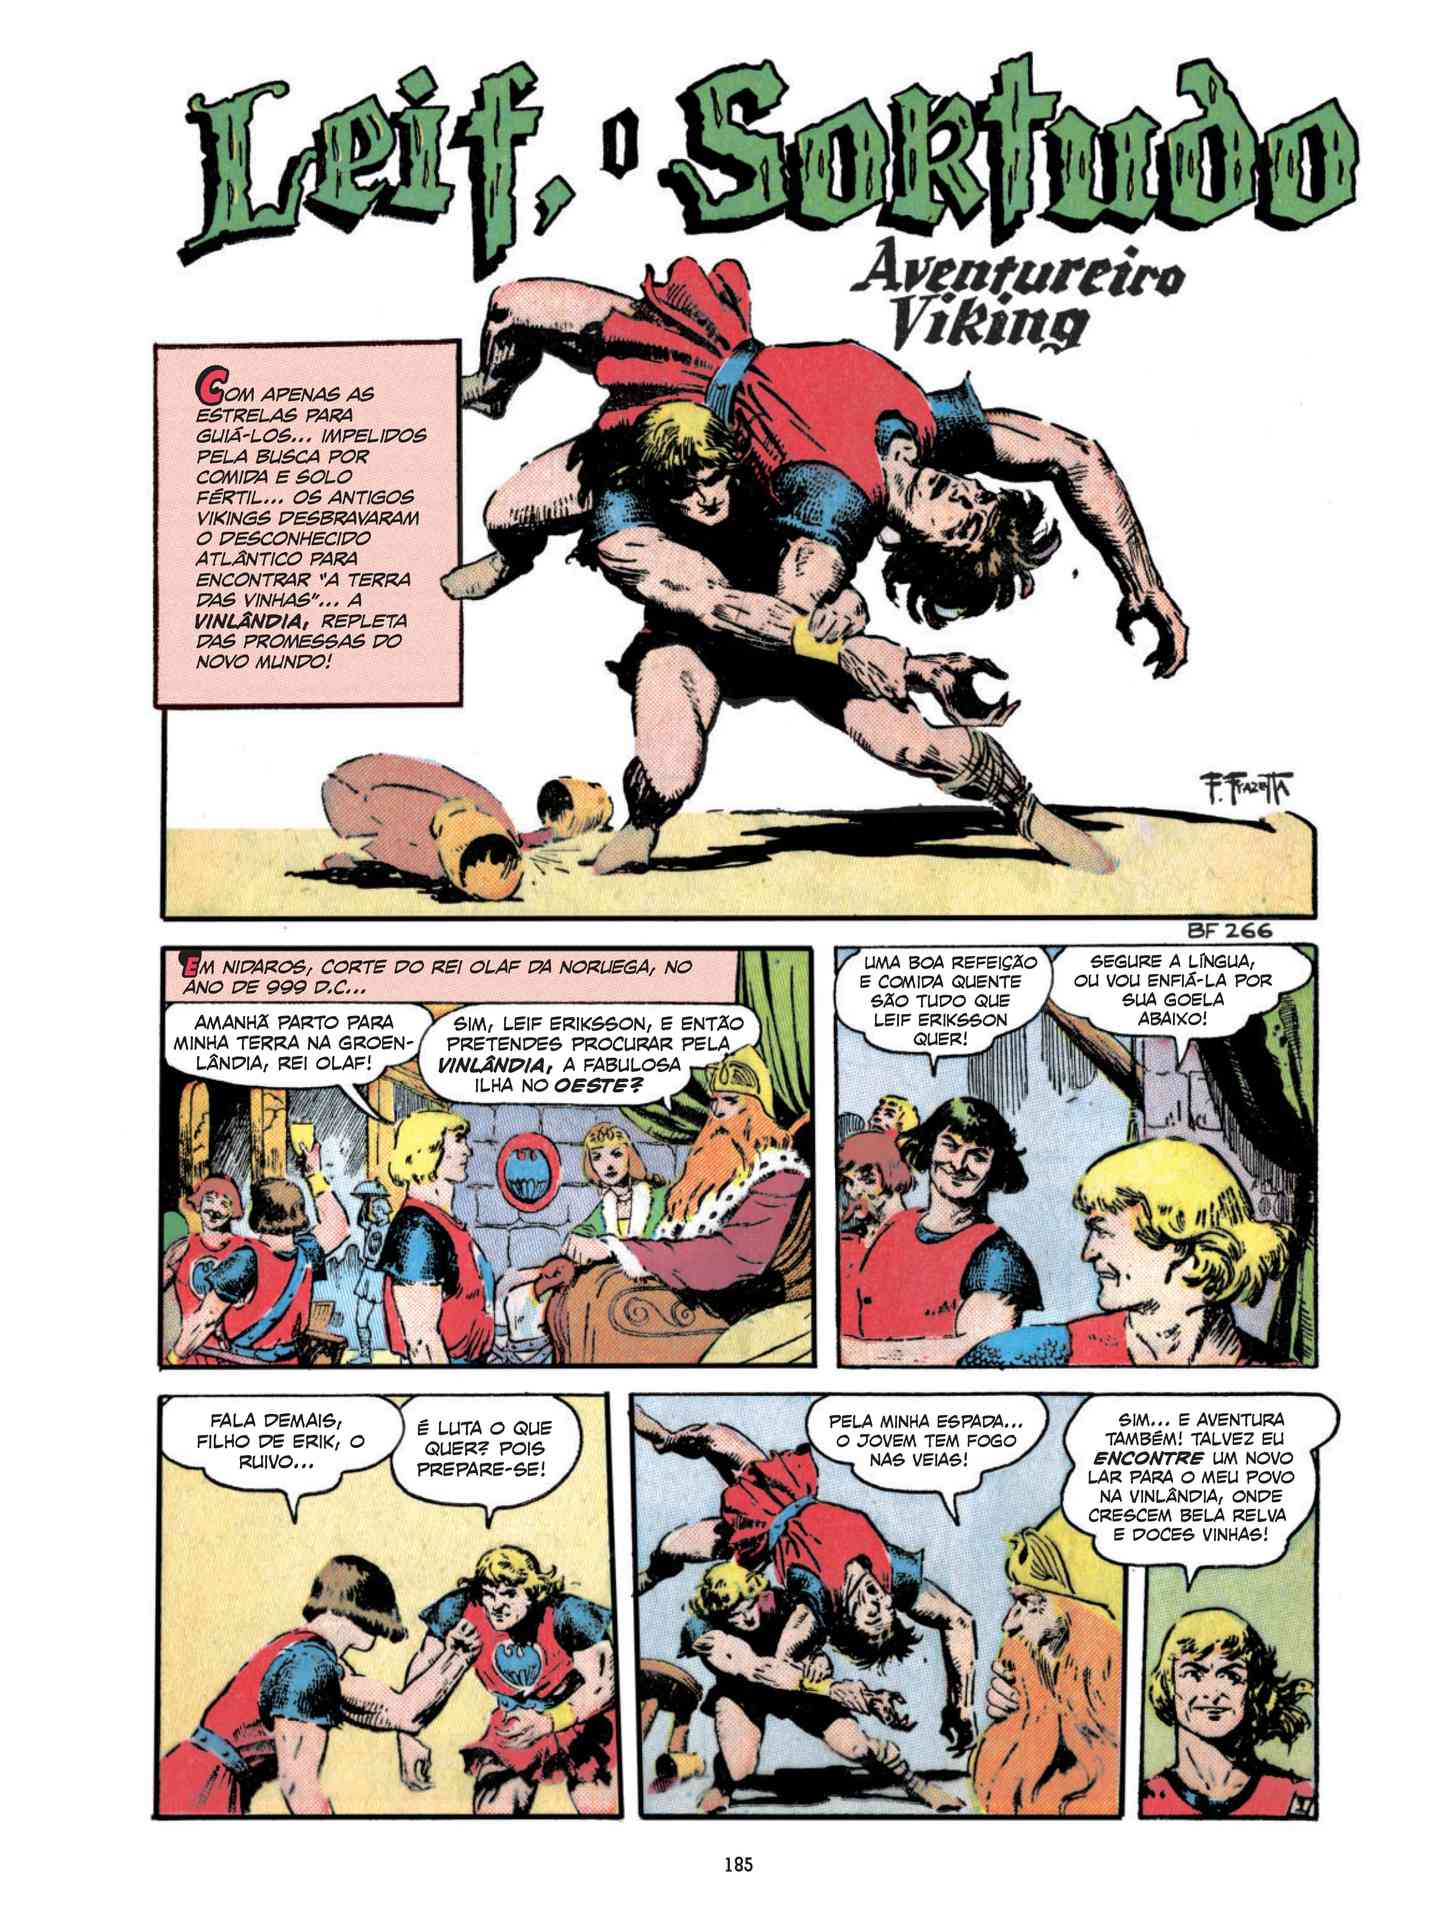 Leif, o Sortudo
Aventureiro
Viking
COM APENAS AS
ESTRELAS PARA
GUIÁ-LOS... IMPELIDOS
PELA BUSCA POR
COMIDA E SOLO
FÉRTIL... OS ANTIGOS
VIKINGS DESBRAVARAM
O DESCONHECIDO
ATLÂNTICO PARA
ENCONTRAR "A TERRA
DAS VINHAS"... A
VINLÂNDIA, REPLETA
DAS PROMESSAS DO
NOVO MUNDO!
F. FRAZETTA
BF 266
EM NIDAROS, CORTE DO REI OLAF DA NORUEGA, NO
ANO DE 999 D.C...
AMANHÃ PARTO PARA
MINHA TERRA NA GROEN-
LÂNDIA, REI OLAF!
SIM, LEIF ERIKSSON, E ENTÃO
PRETENDES PROCURAR PELA
VINLÂNDIA, A FABULOSA
ILHA NO OESTE?
UMA BOA REFEIÇÃO
E COMIDA QUENTE
SÃO TUDO QUE
LEIF ERIKSSON
QUER!
SEGURE A LÍNGUA,
OU VOU ENFIÁ-LA POR
SUA GOELA
ABAIXO!
FALA DEMAIS,
FILHO DE ERIK, O
RUIVO...
É LUTA O QUE
QUER? POIS
PREPARE-SE!
PELA MINHA ESPADA...
O JOVEM TEM FOGO
NAS VEIAS!
SIM... E AVENTURA
TAMBÉM! TALVEZ EU
ENCONTRE UM NOVO
LAR PARA O MEU POVO
NA VINLÂNDIA, ONDE
CRESCEM BELA RELVA
E DOCES VINHAS!
1
185